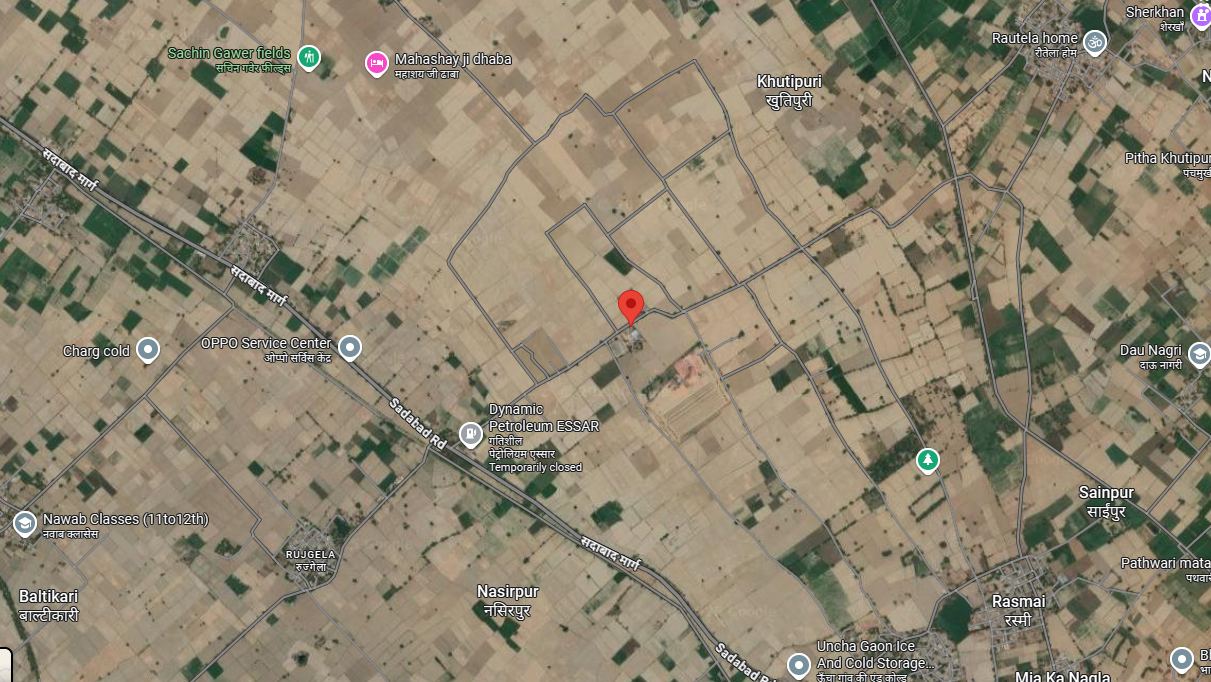 Sherkhan
शेरखाँ
Rautela home
रौतेला होम
Sachin Gawer fields
सचिन गवेर फील्ड्स
Mahashay ji dhaba
महाशय जी ढाबा
Khutipuri
खुतिपुरी
N
सदाबाद मार्ग
Pitha Khutipur
पंचमुख
सदाबाद मार्ग
OPPO Service Center
ओप्पो सर्विस केंद्र
Charg cold
Dau Nagri
दाऊ नागरी
Sadabad Rd
Dynamic
Petroleum ESSAR
गतिशील
पेट्रोलियम एस्सार
Temporarily closed
Sainpur
साईंपुर
Nawab Classes (11to12th)
नवाब क्लासेस
RUJGELA
रुज्गेला
सदाबाद मार्ग
Pathwari mata
पथवार
Baltikari
बाल्टीकारी
Nasirpur
नसिरपुर
Rasmai
रस्मी
Sadabad Rd
Uncha Gaon Ice
And Cold Storage...
ऊँचा गांव की एंड कोल्ड
Mia Ka Nagla